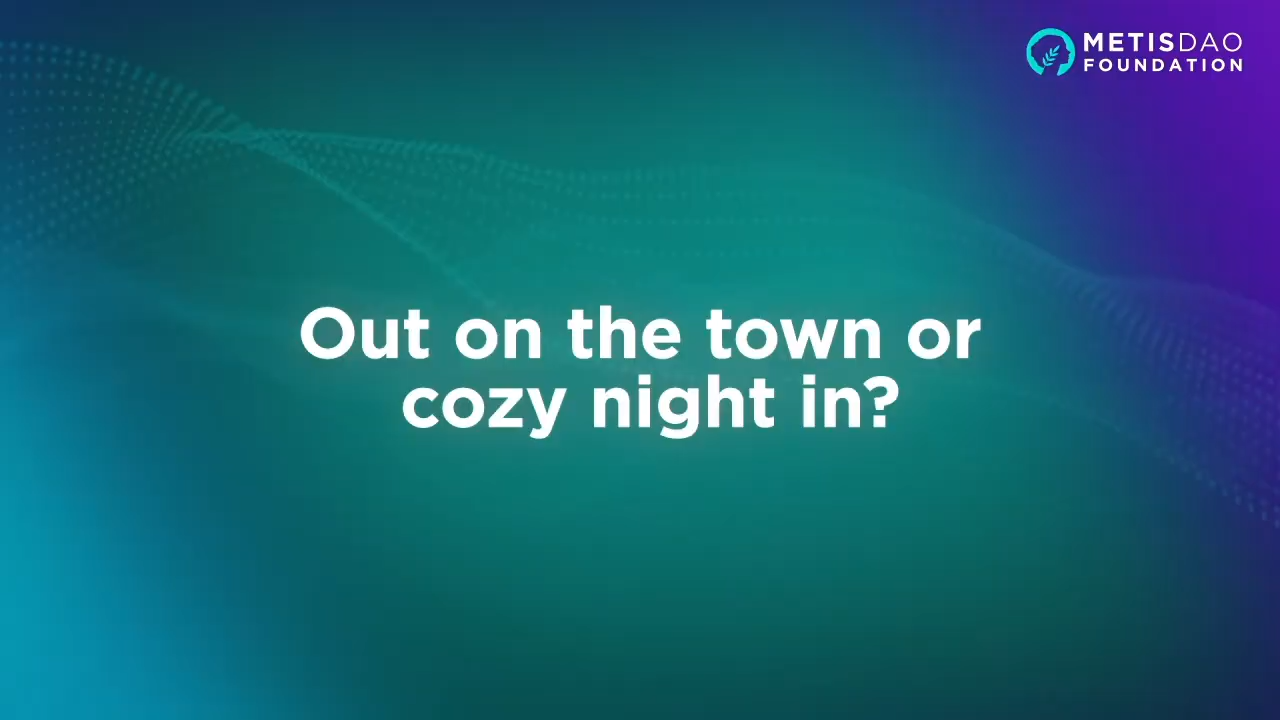 METISDAO
FOUNDATION
Out on the town or
cozy night in?